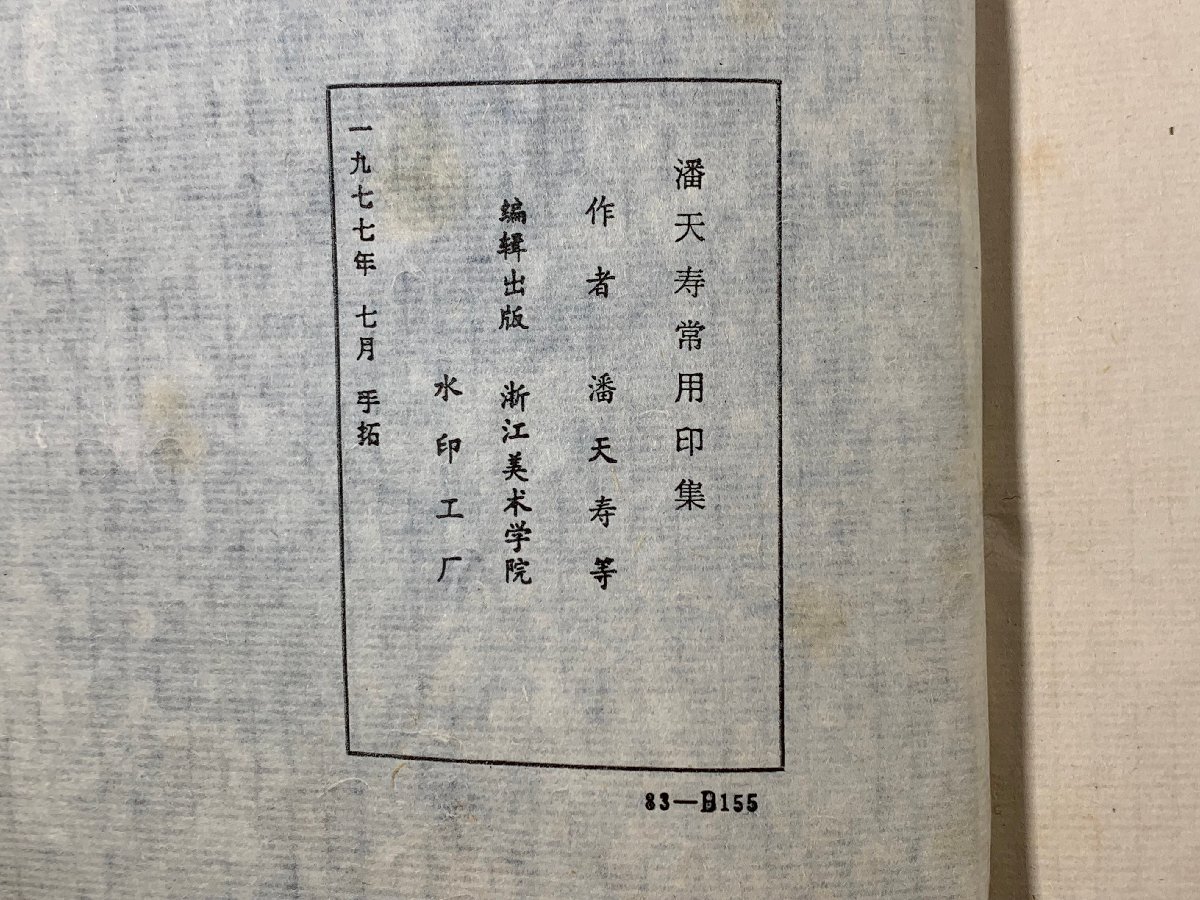 潘天寿常用印集
作者 潘天寿等
编辑出版 浙江美术学院
水印工厂
一九七七年 七月 手拓
83—B155